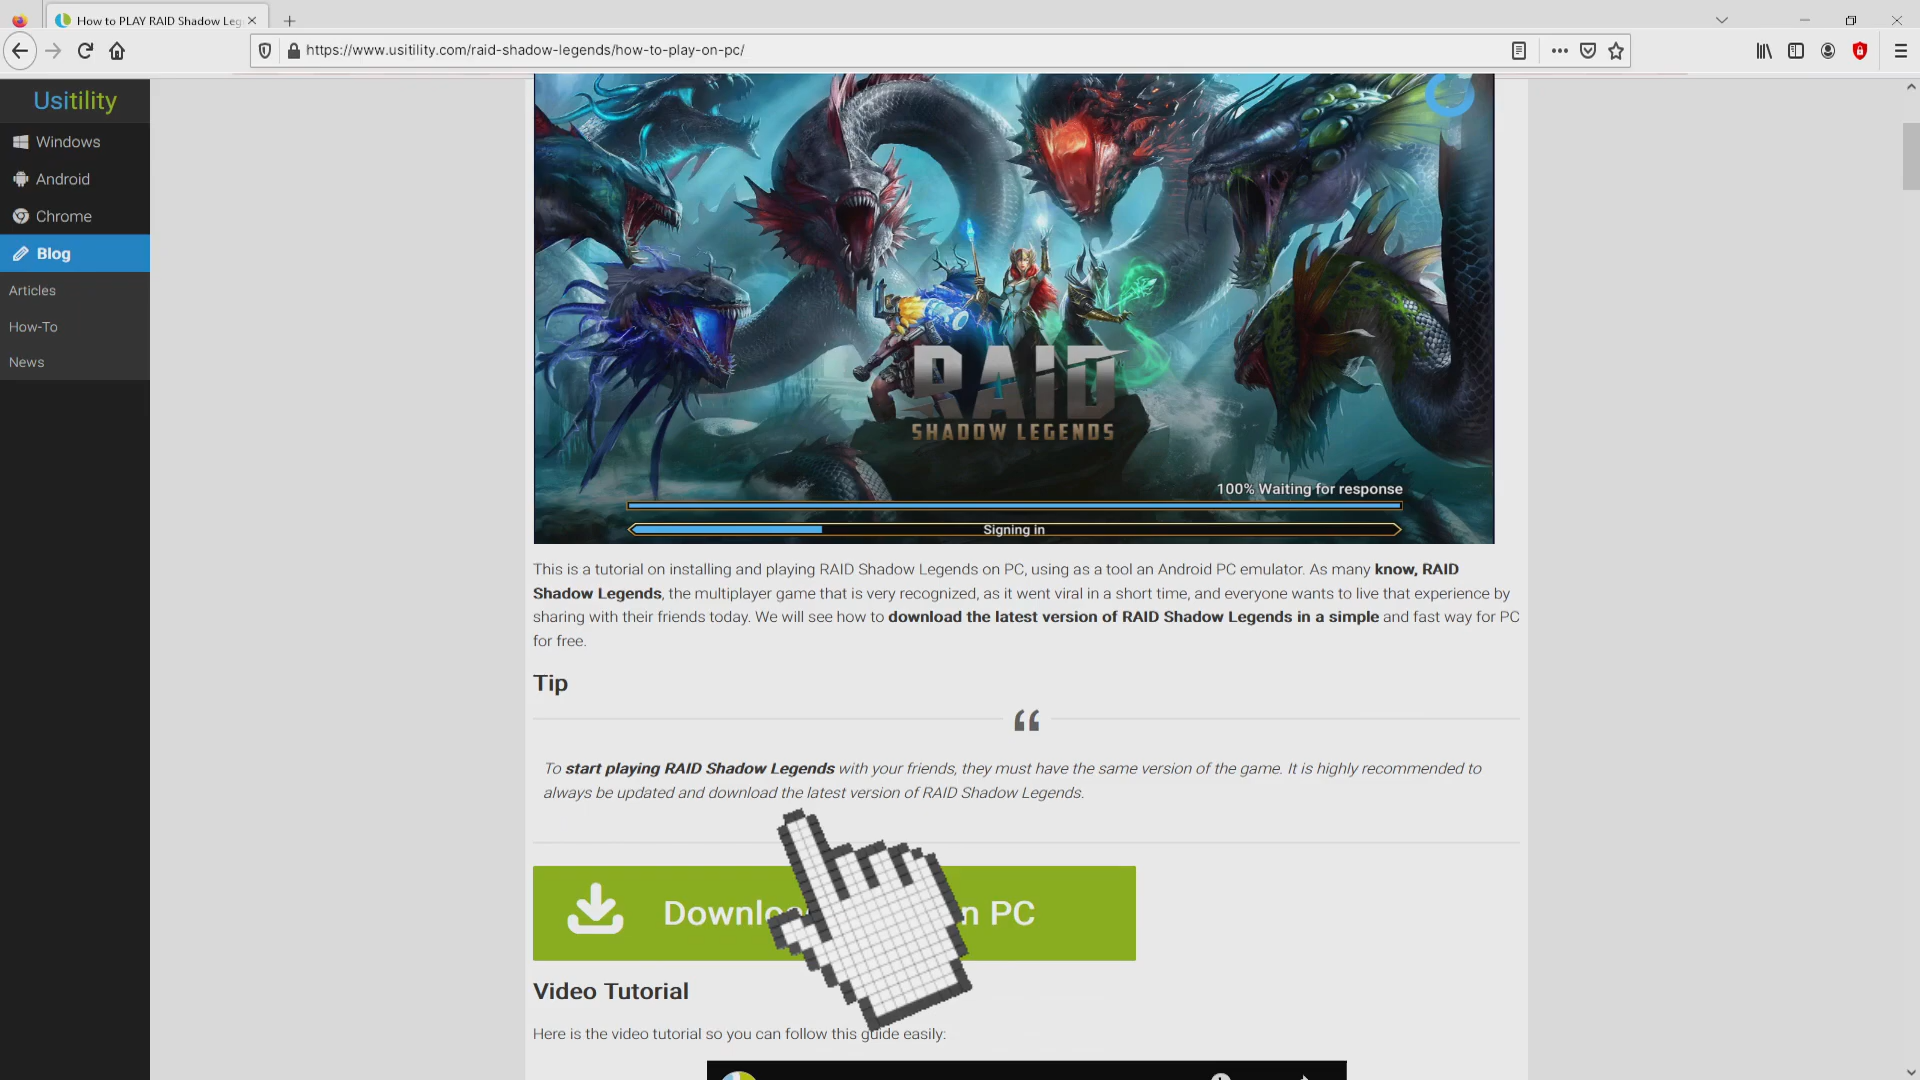 How to PLAY RAID Shadow Leg
https://www.usitility.com/raid-shadow-legends/how-to-play-on-pc/
Usitility
Windows
Android
Chrome
Blog
Articles
How-To
News
RAID
SHADOW LEGENDS
100% Waiting for response
Signing in
This is a tutorial on installing and playing RAID Shadow Legends on PC, using as a tool an Android PC emulator. As many know, RAID
Shadow Legends, the multiplayer game that is very recognized, as it went viral in a short time, and everyone wants to live that experience by
sharing with their friends today. We will see how to download the latest version of RAID Shadow Legends in a simple and fast way for PC
for free.
Tip
“
To start playing RAID Shadow Legends with your friends, they must have the same version of the game. It is highly recommended to
always be updated and download the latest version of RAID Shadow Legends.
PC
Video Tutorial
Here is the video tutorial so you can follow this guide easily: